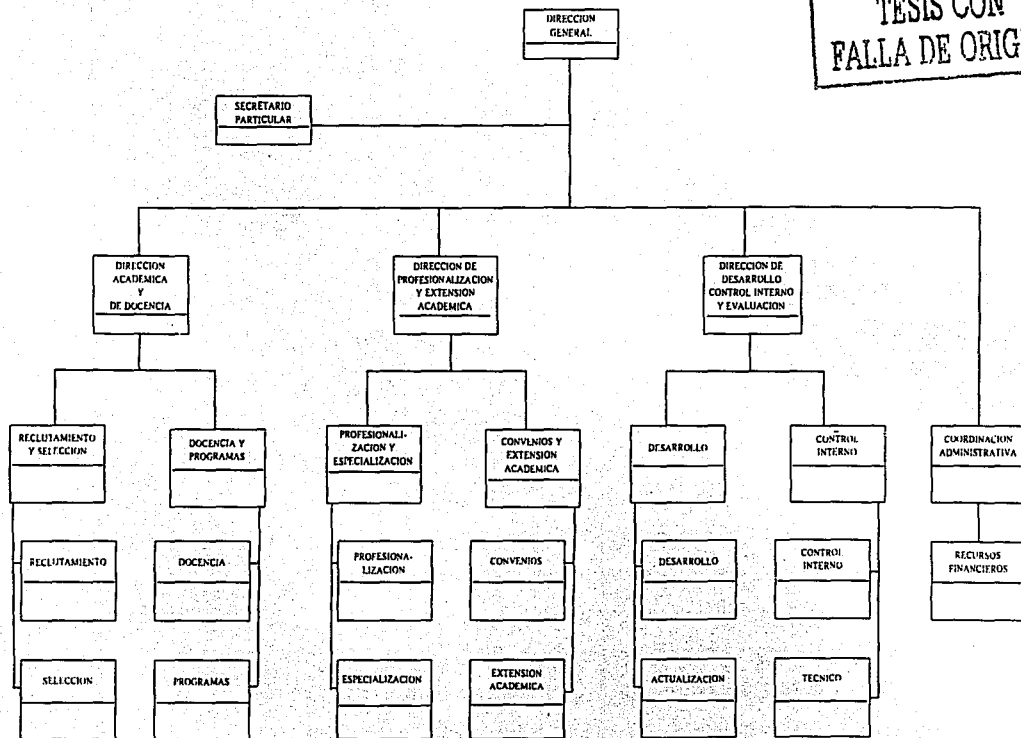 DIRECCION
GENERAL
TESIS CON
FALLA DE
SECRETARIO
PARTICULAR
DIRECCION
ACADEMICA
Y
DE DOCENCIA
DIRECCION DE
PROFESIONALIZACION
Y EXTENSION
ACADEMICA
DIRECCION DE
DESARROLLO
CONTROL INTERNO
Y EVALUACION
RECLUTAMIENTO
Y SELECCION
DOCENCIA Y
PROGRAMAS
PROFESIONALI-
ZACION Y
ESPECIALIZACION
CONVENIOS Y
EXTENSION
ACADEMICA
DESARROLLO
CONTROL
INTERNO
COORDINACION
ADMINISTRATIVA
RECLUTAMIENTO
DOCENCIA
PROFESIONA-
LIZACION
CONVENIOS
DESARROLLO
CONTROL
INTERNO
RECURSOS
FINANCIEROS
SELECCION
PROGRAMAS
ESPECIALIZACION
EXTENSION
ACADEMICA
ACTUALIZACION
TECNICO